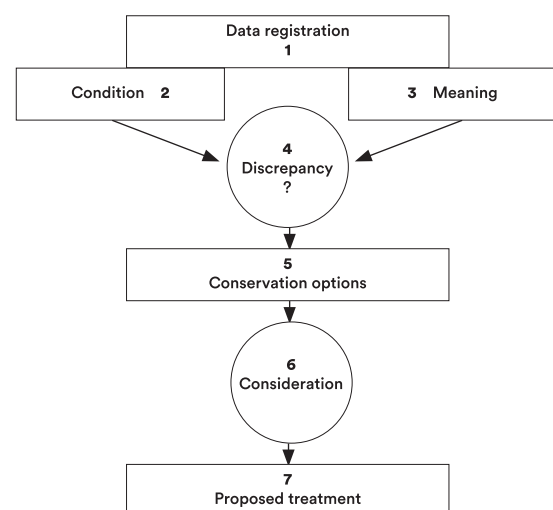 Data registration
1
Condition 2
3 Meaning
4
Discrepancy
?
5
Conservation options
6
Consideration
7
Proposed treatment